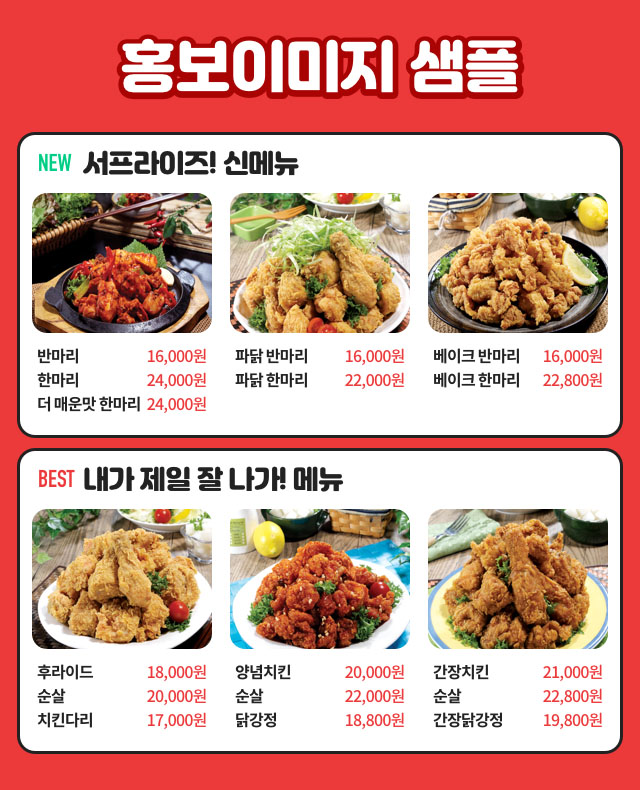 홍보이미지 샘플
NEW 서프라이즈! 신메뉴
반마리 16,000원
한마리 24,000원
더 매운맛 한마리 24,000원
파닭 반마리 16,000원
파닭 한마리 22,000원
베이크 반마리 16,000원
베이크 한마리 22,800원
BEST 내가 제일 잘 나가! 메뉴
후라이드 18,000원
순살 20,000원
치킨다리 17,000원
양념치킨 20,000원
순살 22,000원
닭강정 18,800원
간장치킨 21,000원
순살 22,800원
간장닭강정 19,800원